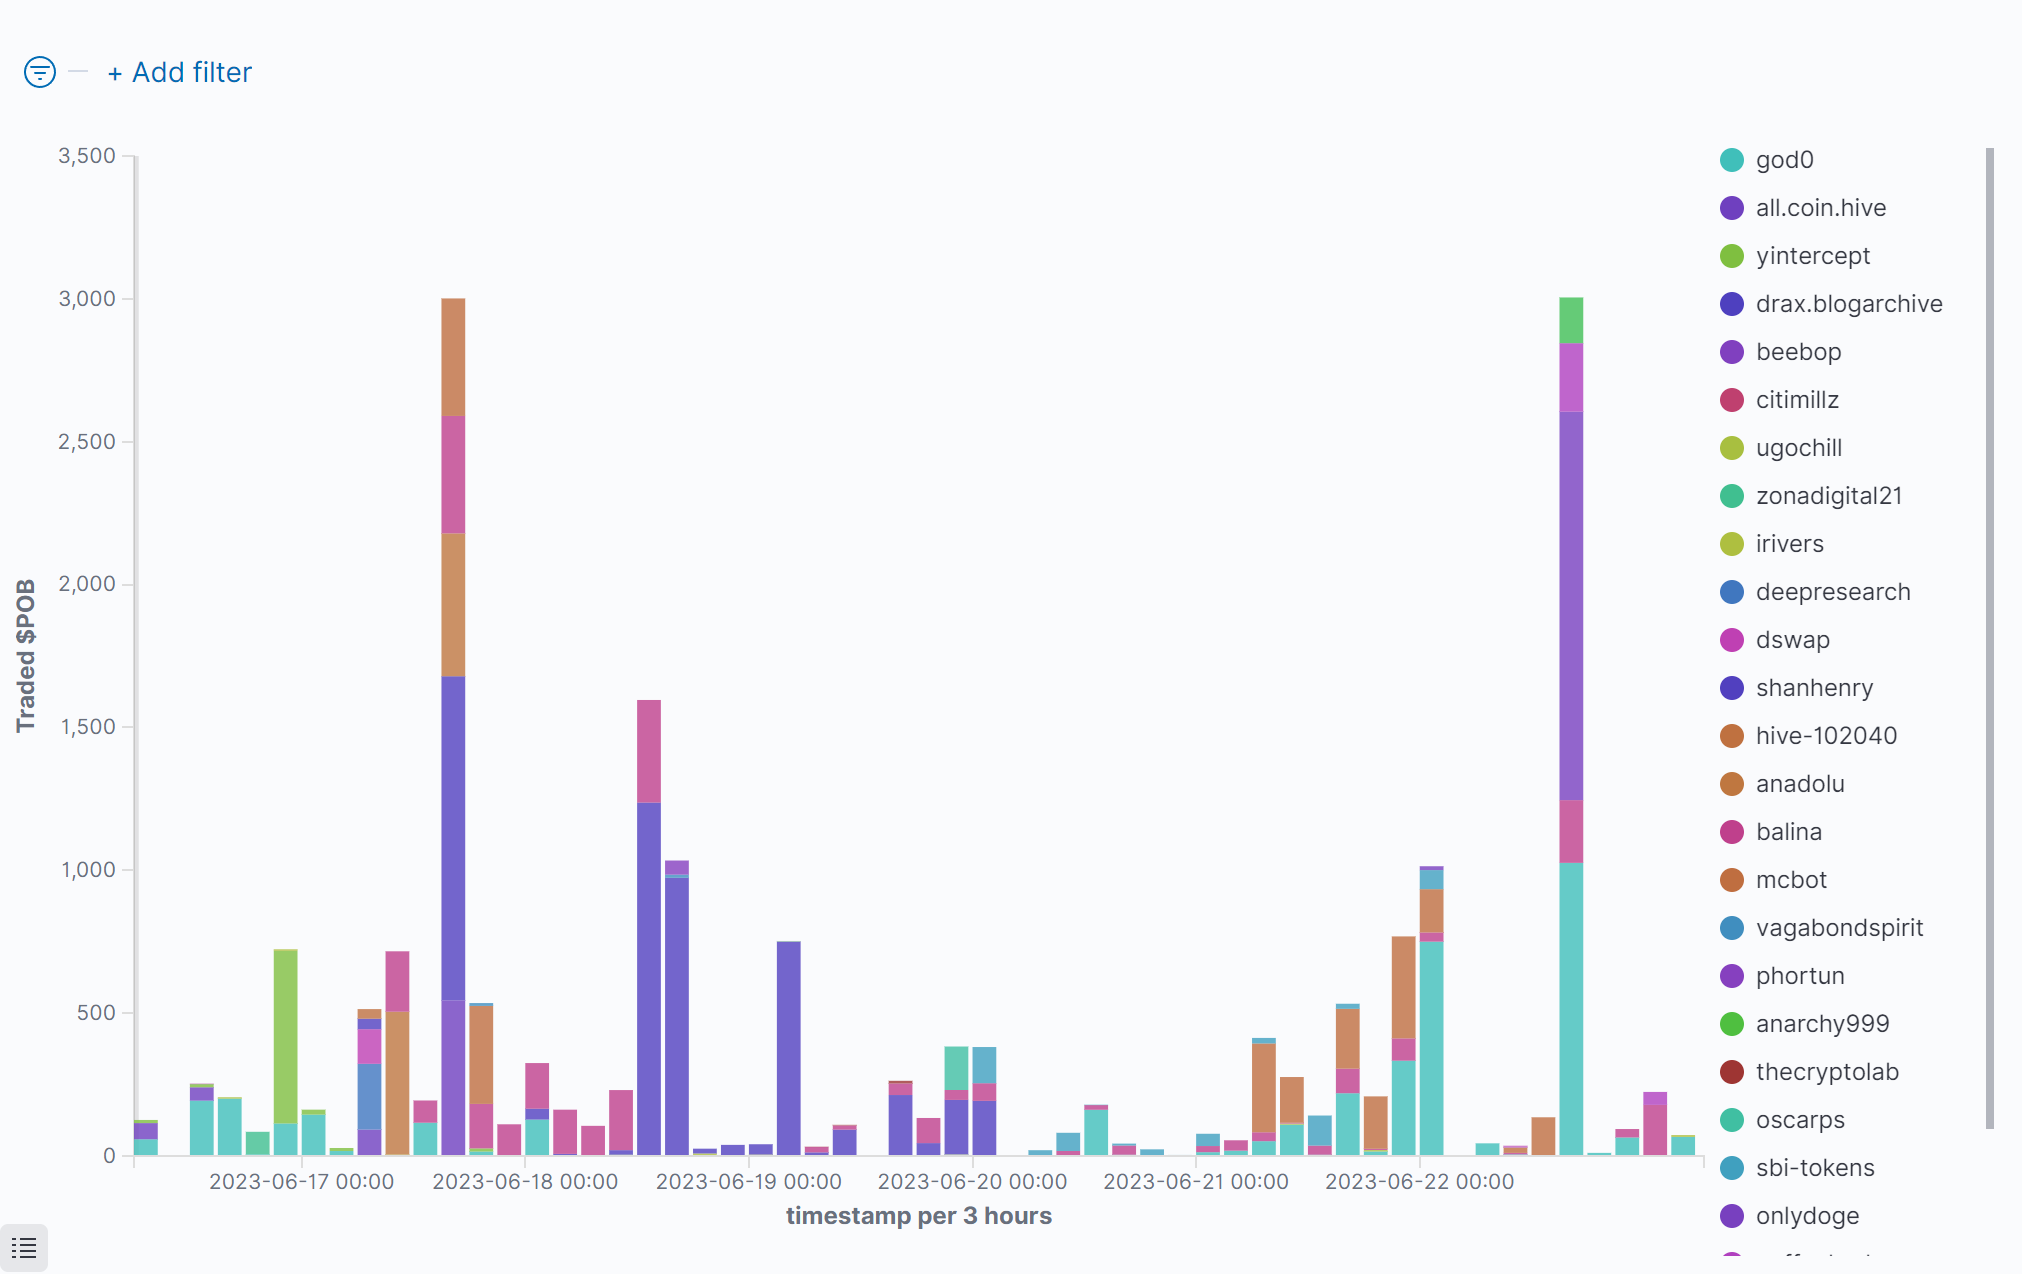 + Add filter
3,500
3,000
2,500
2,000
1,500
1,000
500
0
Traded $POB
2023-06-17 00:00
2023-06-18 00:00
2023-06-19 00:00
2023-06-20 00:00
2023-06-21 00:00
2023-06-22 00:00
timestamp per 3 hours
god0
all.coin.hive
yintercept
drax.blogarchive
beebop
citimillz
ugochill
zonadigital21
irivers
deepresearch
dswap
shanhenry
hive-102040
anadolu
balina
mcbot
vagabondspirit
phortun
anarchy999
thecryptolab
oscarps
sbi-tokens
onlydoge